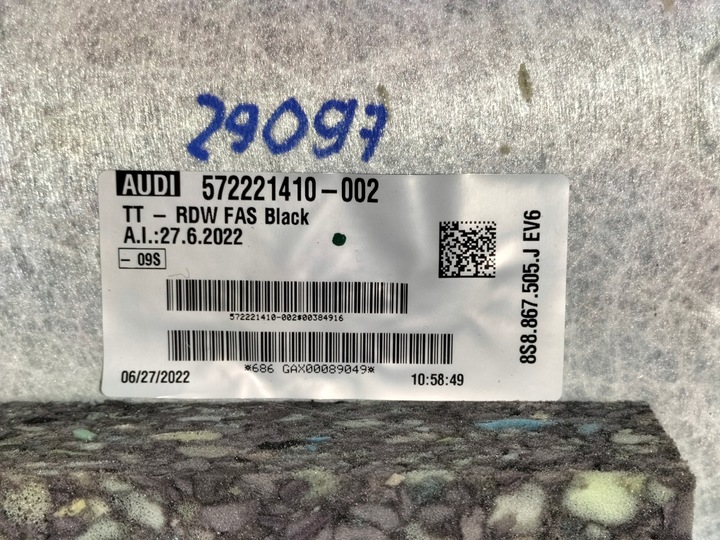 29097
AUDI 572221410-002
TT - RDW FAS Black
A.I.:27.6.2022
- 09S
572221410-002#00384916
*686 GAX00089049*
06/27/2022 10:58:49
8S8.867.505.J EV6